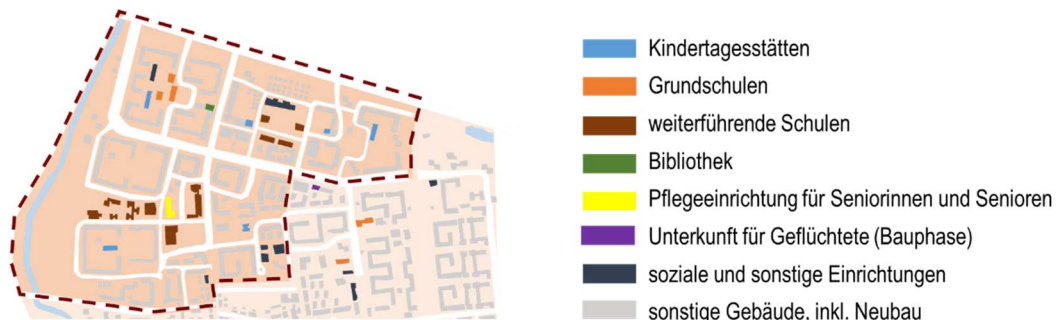 Kindertagesstätten
Grundschulen
weiterführende Schulen
Bibliothek
Pflegeeinrichtung für Seniorinnen und Senioren
Unterkunft für Geflüchtete (Bauphase)
soziale und sonstige Einrichtungen
sonstige Gebäude, inkl. Neubau